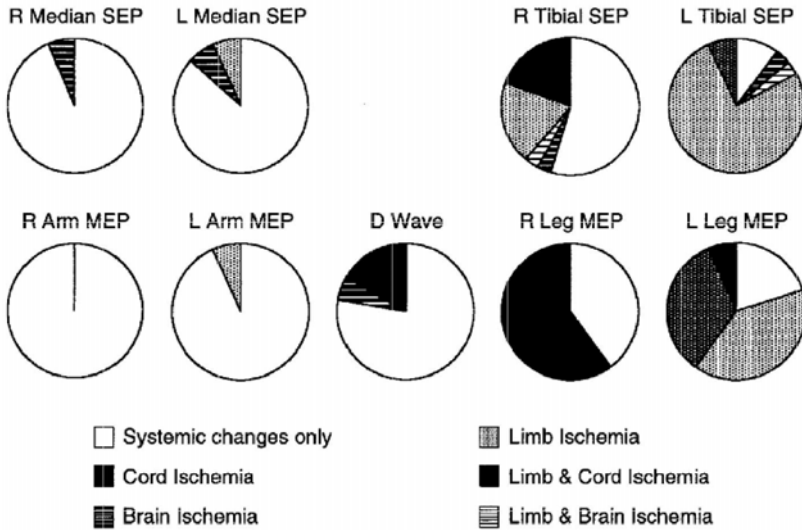 R Median SEP L Median SEP R Tibial SEP L Tibial SEP
R Arm MEP L Arm MEP D Wave R Leg MEP L Leg MEP
Systemic changes only Limb Ischemia
Cord Ischemia Limb & Cord Ischemia
Brain Ischemia Limb & Brain Ischemia